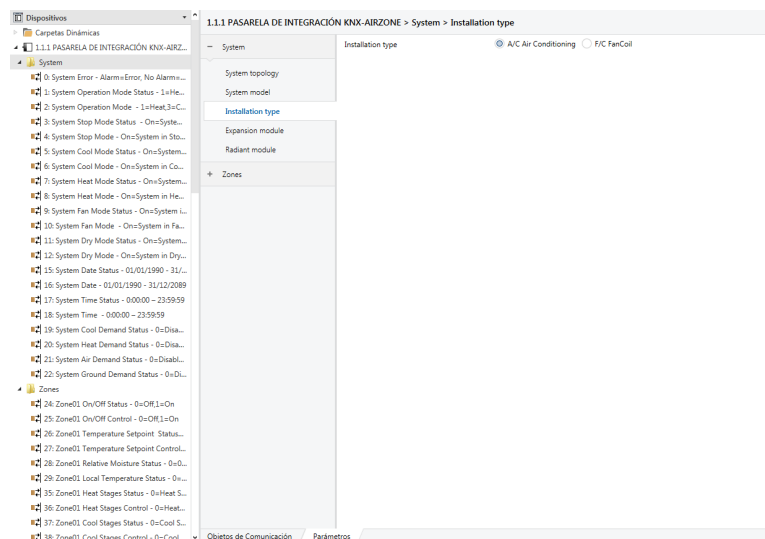 Dispositivos
Carpetas Dinámicas
1.1.1 PASARELA DE INTEGRACIÓN KNX-AIRZ...
System
0: System Error - Alarm=Error, No Alarm=...
1: System Operation Mode Status - 1=He...
2: System Operation Mode - 1=Heat,3=C...
3: System Stop Mode Status - On=Syste...
4: System Stop Mode - On=System in Sto...
5: System Cool Mode Status - On=System...
6: System Cool Mode - On=System in Co...
7: System Heat Mode Status - On=System...
8: System Heat Mode - On=System in He...
9: System Fan Mode Status - On=System i...
10: System Fan Mode - On=System in Fa...
11: System Dry Mode Status - On=System...
12: System Dry Mode - On=System in Dry...
15: System Date Status - 01/01/1990 - 31/...
16: System Date - 01/01/1990 - 31/12/2089
17: System Time Status - 0:00:00 – 23:59:59
18: System Time - 0:00:00 – 23:59:59
19: System Cool Demand Status - 0=Disa...
20: System Heat Demand Status - 0=Disa...
21: System Air Demand Status - 0=Disabl...
22: System Ground Demand Status - 0=Di...
Zones
24: Zone01 On/Off Status - 0=Off,1=On
25: Zone01 On/Off Control - 0=Off,1=On
26: Zone01 Temperature Setpoint Status...
27: Zone01 Temperature Setpoint Control...
28: Zone01 Relative Moisture Status - 0=0...
29: Zone01 Local Temperature Status - 0=...
35: Zone01 Heat Stages Status - 0=Heat S...
36: Zone01 Heat Stages Control - 0=Heat...
37: Zone01 Cool Stages Status - 0=Cool S...
38: Zone01 Cool Stages Control - 0=Cool
1.1.1 PASARELA DE INTEGRACIÓN KNX-AIRZONE > System > Installation type
− System
System topology
System model
Installation type
Expansion module
Radiant module
+ Zones
Installation type
A/C Air Conditioning
F/C FanCoil
Objetos de Comunicación
Parámetros